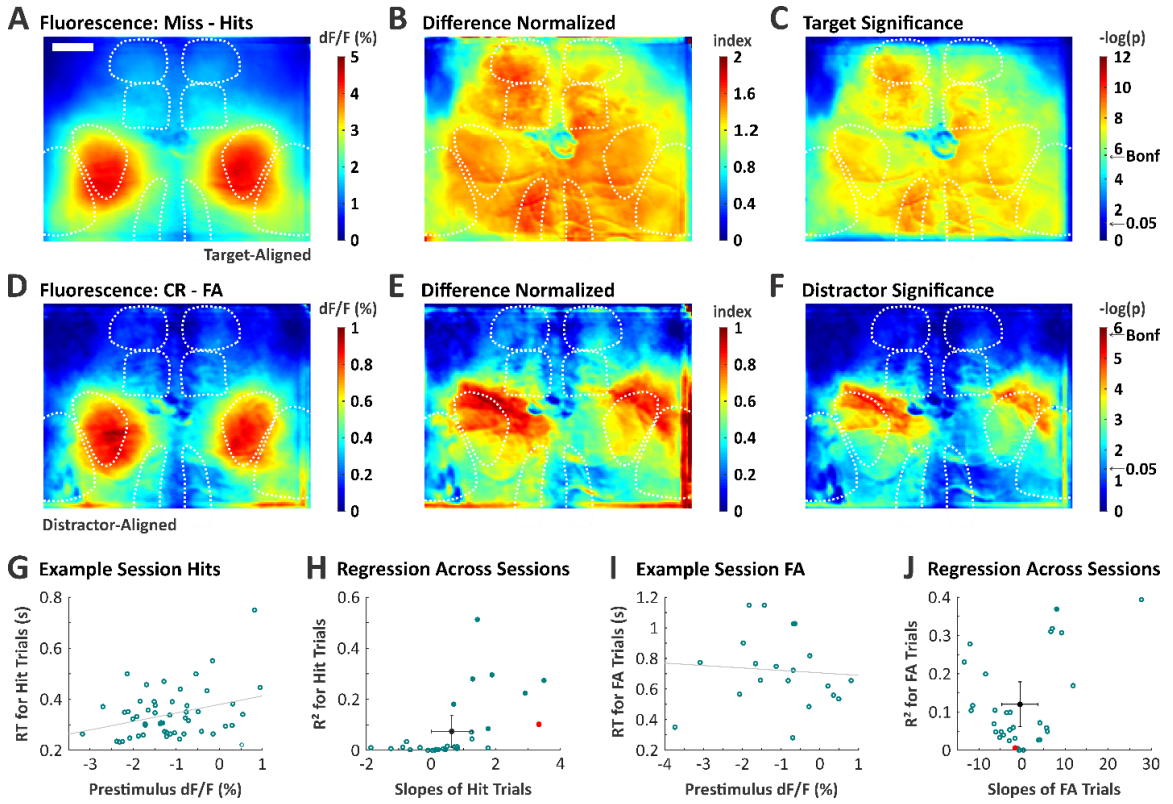 A Fluorescence: Miss - Hits
dF/F (%)
5
4
3
2
1
0
Target-Aligned
B Difference Normalized
index
2
1.6
1.2
0.8
0.4
0
C Target Significance
-log(p)
12
10
8
6
←Bonf
4
2
←0.05
0
D Fluorescence: CR - FA
dF/F (%)
1
0.8
0.6
0.4
0.2
0
Distractor-Aligned
E Difference Normalized
index
1
0.8
0.6
0.4
0.2
0
F Distractor Significance
-log(p)
6
←Bonf
5
4
3
2
←0.05
1
0
G Example Session Hits
RT for Hit Trials (s)
0.8
0.6
0.4
0.2
-3 -2 -1 0 1
Prestimulus dF/F (%)
H Regression Across Sessions
R² for Hit Trials
0.6
0.4
0.2
0
-2 0 2 4
Slopes of Hit Trials
I Example Session FA
RT for FA Trials (s)
1.2
1
0.8
0.6
0.4
0.2
-4 -3 -2 -1 0 1
Prestimulus dF/F (%)
J Regression Across Sessions
R² for FA Trials
0.4
0.3
0.2
0.1
0
-10 0 10 20 30
Slopes of FA Trials